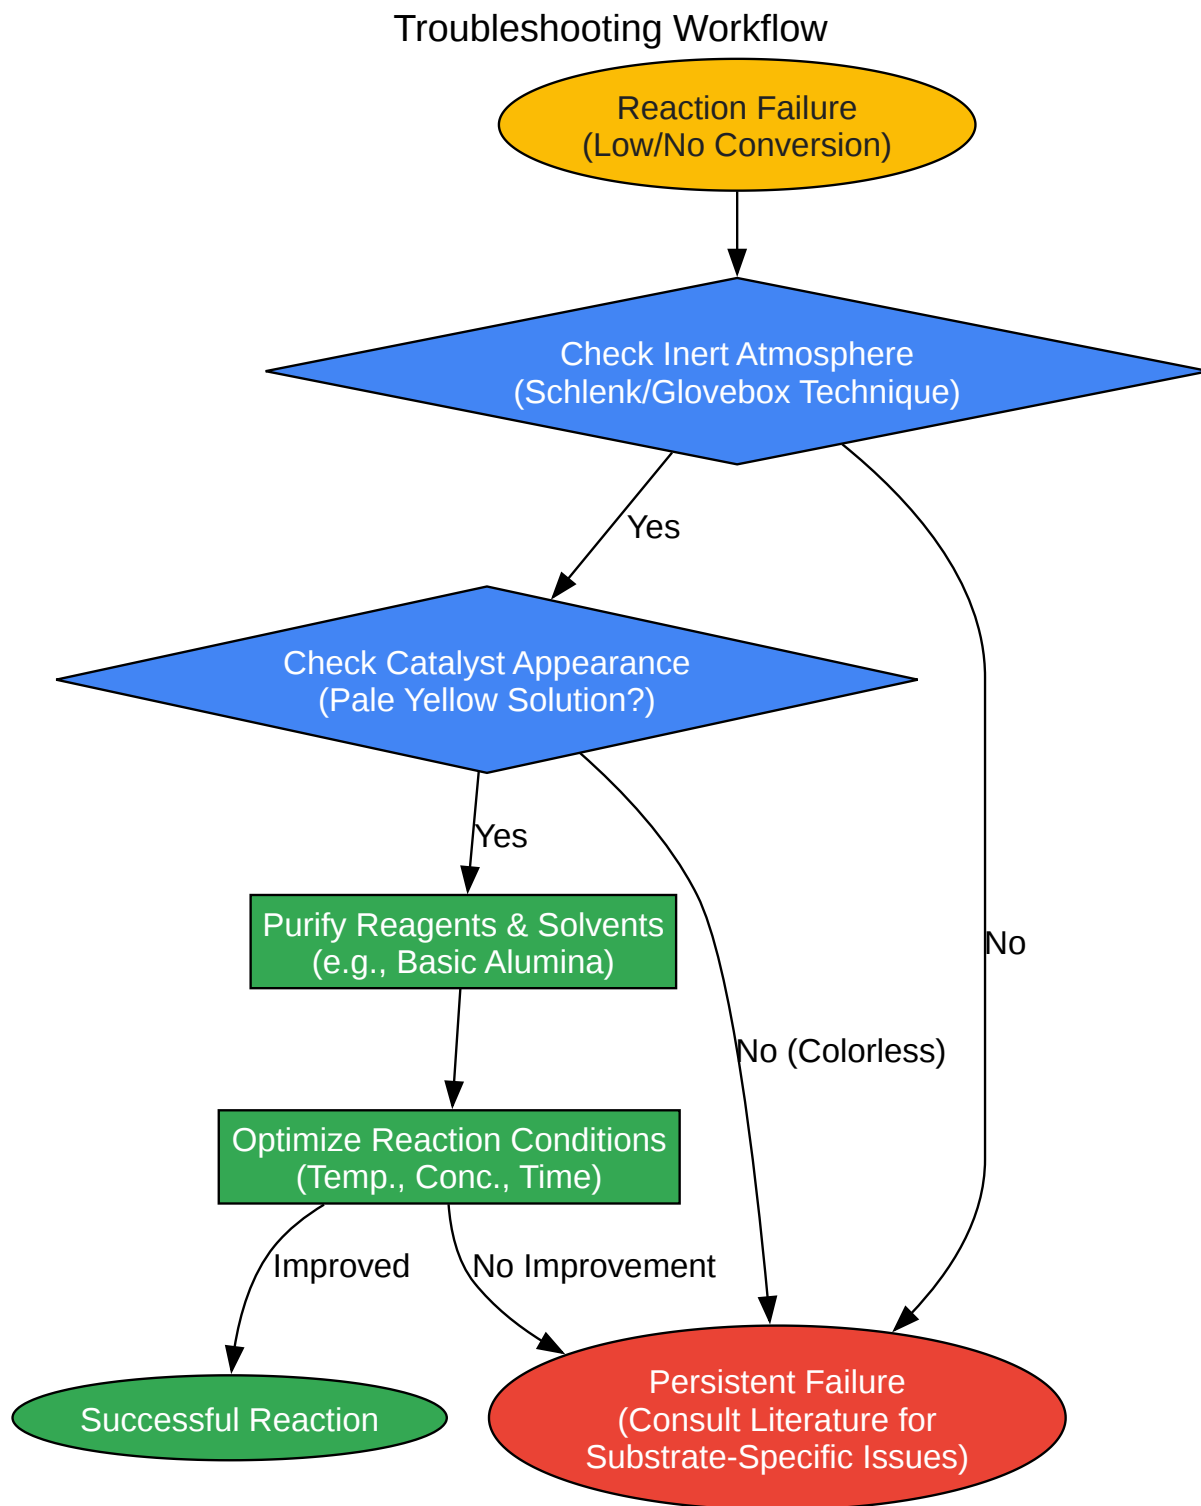 Troubleshooting Workflow
Reaction Failure
(Low/No Conversion)
Check Inert Atmosphere
(Schlenk/Glovebox Technique)
Yes
Check Catalyst Appearance
(Pale Yellow Solution?)
Yes
Purify Reagents & Solvents
(e.g., Basic Alumina)
No
No (Colorless)
Optimize Reaction Conditions
(Temp., Conc., Time)
Improved
No Improvement
Successful Reaction
Persistent Failure
(Consult Literature for
Substrate-Specific Issues)